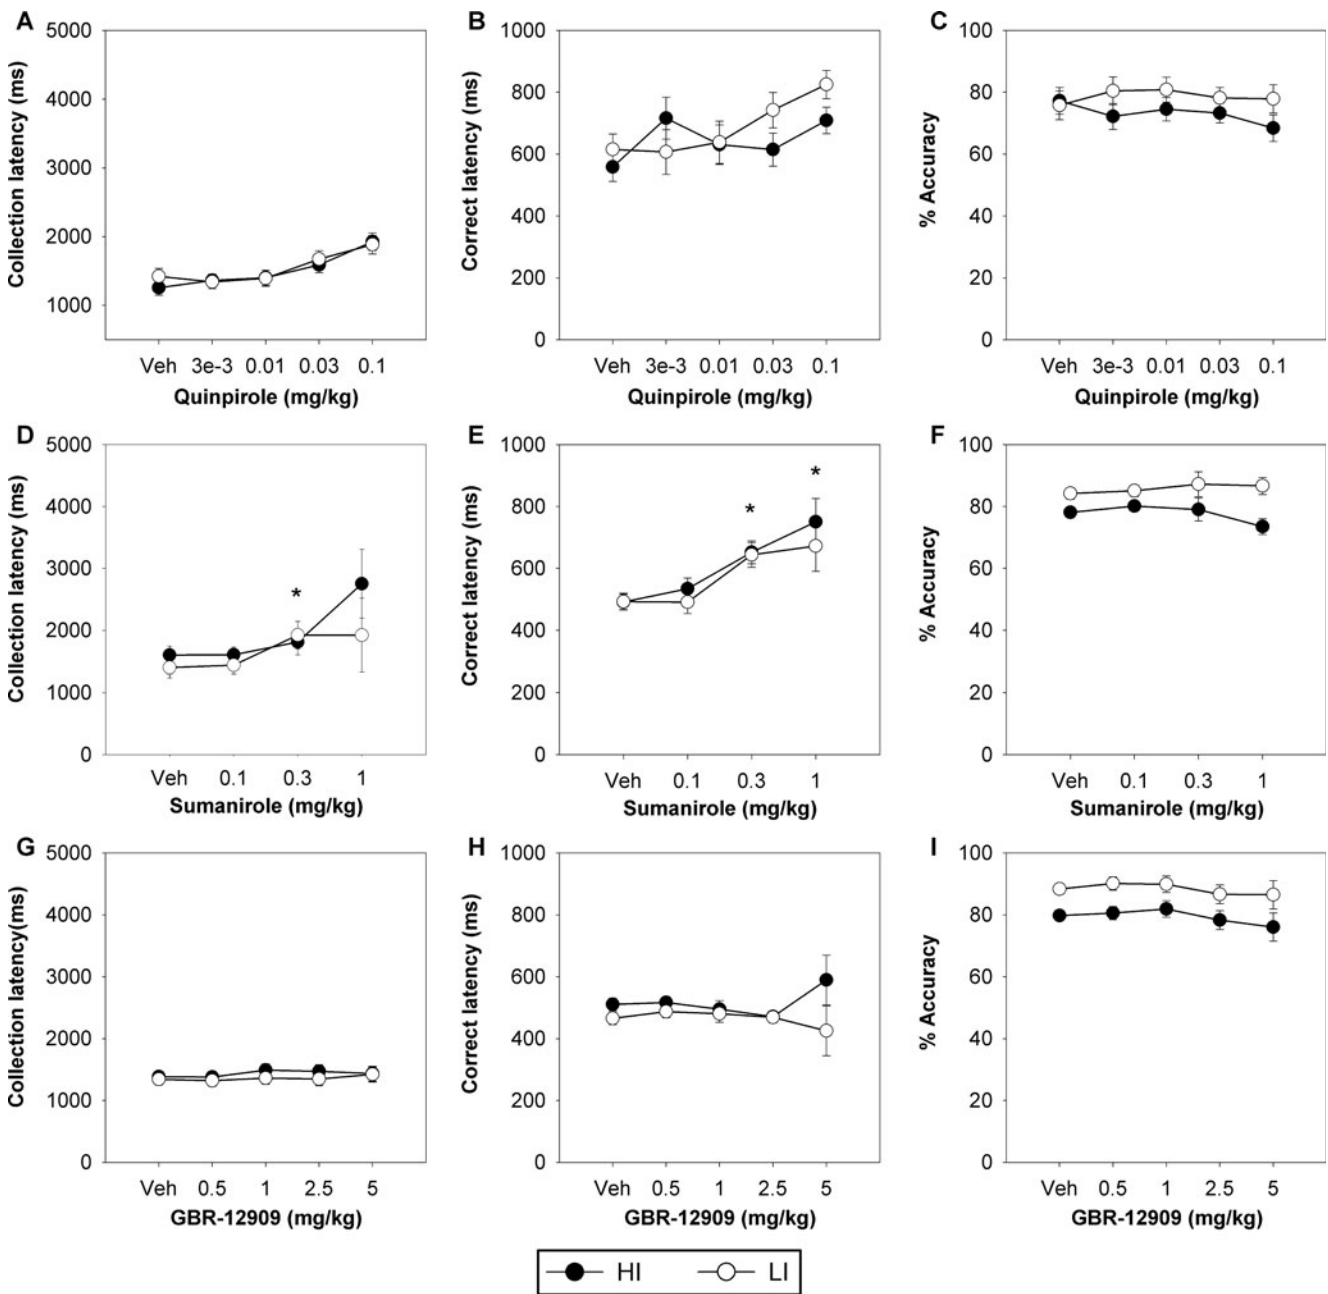 A
B
C
5000
4000
3000
2000
1000
Collection latency (ms)
Veh 3e-3 0.01 0.03 0.1
Quinpirole (mg/kg)
1000
800
600
400
200
0
Correct latency (ms)
Veh 3e-3 0.01 0.03 0.1
Quinpirole (mg/kg)
100
80
60
40
20
0
% Accuracy
Veh 3e-3 0.01 0.03 0.1
Quinpirole (mg/kg)
D
E
F
5000
4000
3000
2000
1000
0
Collection latency (ms)
*
Veh 0.1 0.3 1
Sumanirole (mg/kg)
1000
800
600
400
200
0
Correct latency (ms)
*
*
Veh 0.1 0.3 1
Sumanirole (mg/kg)
100
80
60
40
20
0
% Accuracy
Veh 0.1 0.3 1
Sumanirole (mg/kg)
G
H
I
5000
4000
3000
2000
1000
0
Collection latency(ms)
Veh 0.5 1 2.5 5
GBR-12909 (mg/kg)
1000
800
600
400
200
0
Correct latency (ms)
Veh 0.5 1 2.5 5
GBR-12909 (mg/kg)
100
80
60
40
20
0
% Accuracy
Veh 0.5 1 2.5 5
GBR-12909 (mg/kg)
HI LI